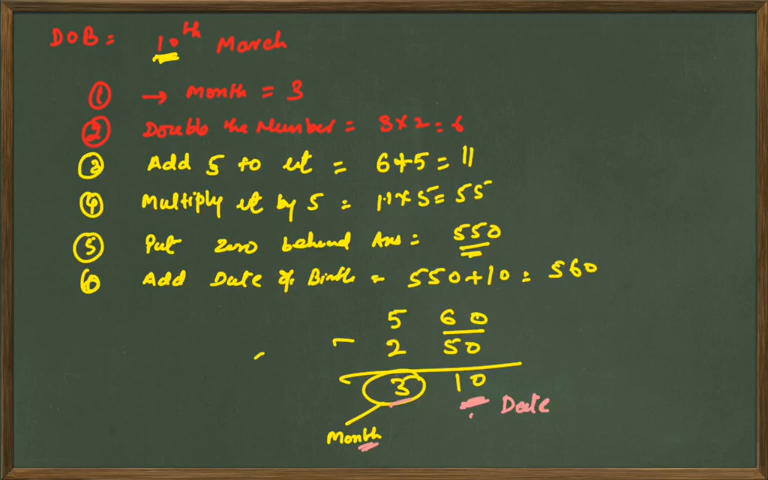 DOB = 10th March
① → Month = 3
② Double the Number = 3×2=6
③ Add 5 to it = 6+5=11
④ Multiply it by 5 = 11×5=55
⑤ Put zero behind Ans = 550
⑥ Add Date of Birth = 550+10=560
5 60
- 2 50
3 10
Date
Month